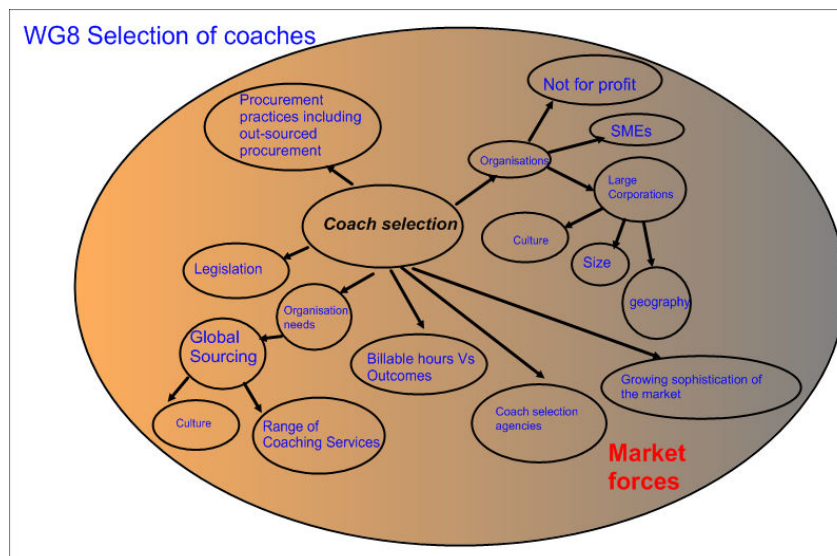 WG8 Selection of coaches
Procurement
practices including
out-sourced
procurement
Not for profit
SMEs
Organisations
Large
Corporations
Coach selection
Culture
Size
geography
Legislation
Organisation
needs
Global
Sourcing
Billable hours Vs
Outcomes
Growing sophistication of
the market
Culture
Range of
Coaching Services
Coach selection
agencies
Market
forces